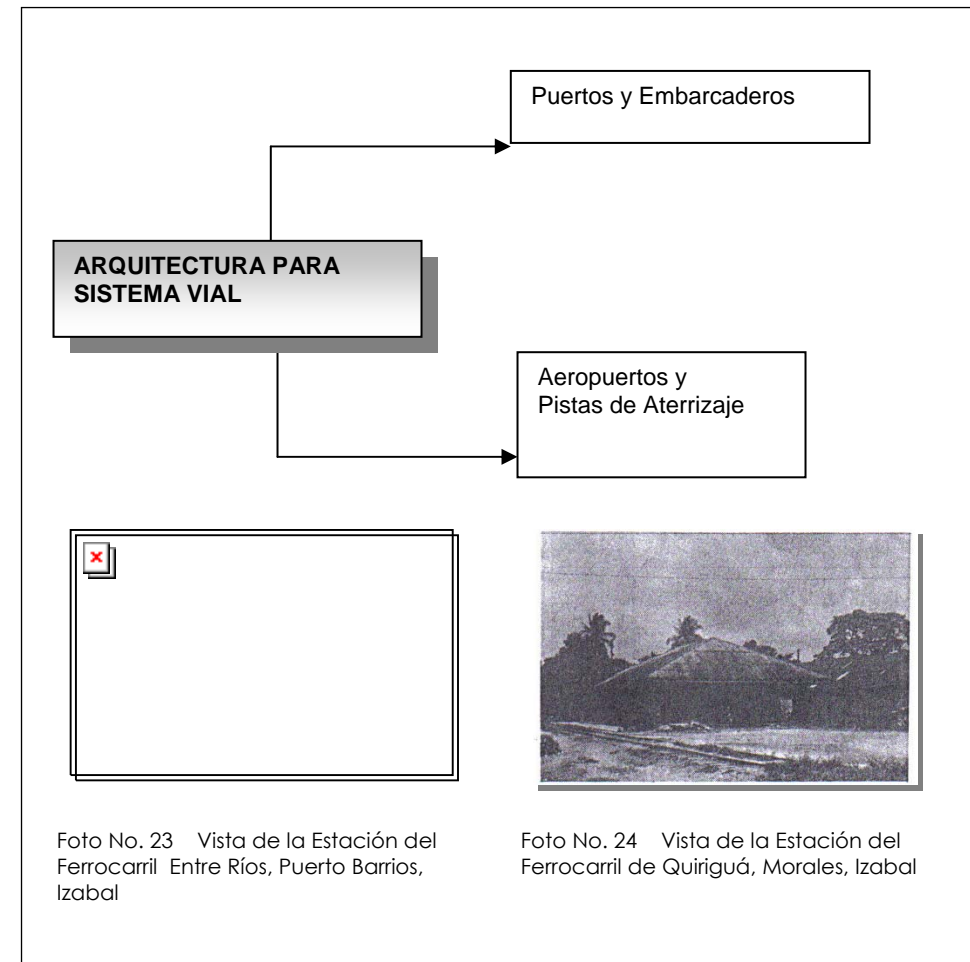 Puertos y Embarcaderos
ARQUITECTURA PARA
SISTEMA VIAL
Aeropuertos y
Pistas de Aterrizaje
Foto No. 23 Vista de la Estación del
Ferrocarril Entre Ríos, Puerto Barrios,
Izabal
Foto No. 24 Vista de la Estación del
Ferrocarril de Quiriguá, Morales, Izabal